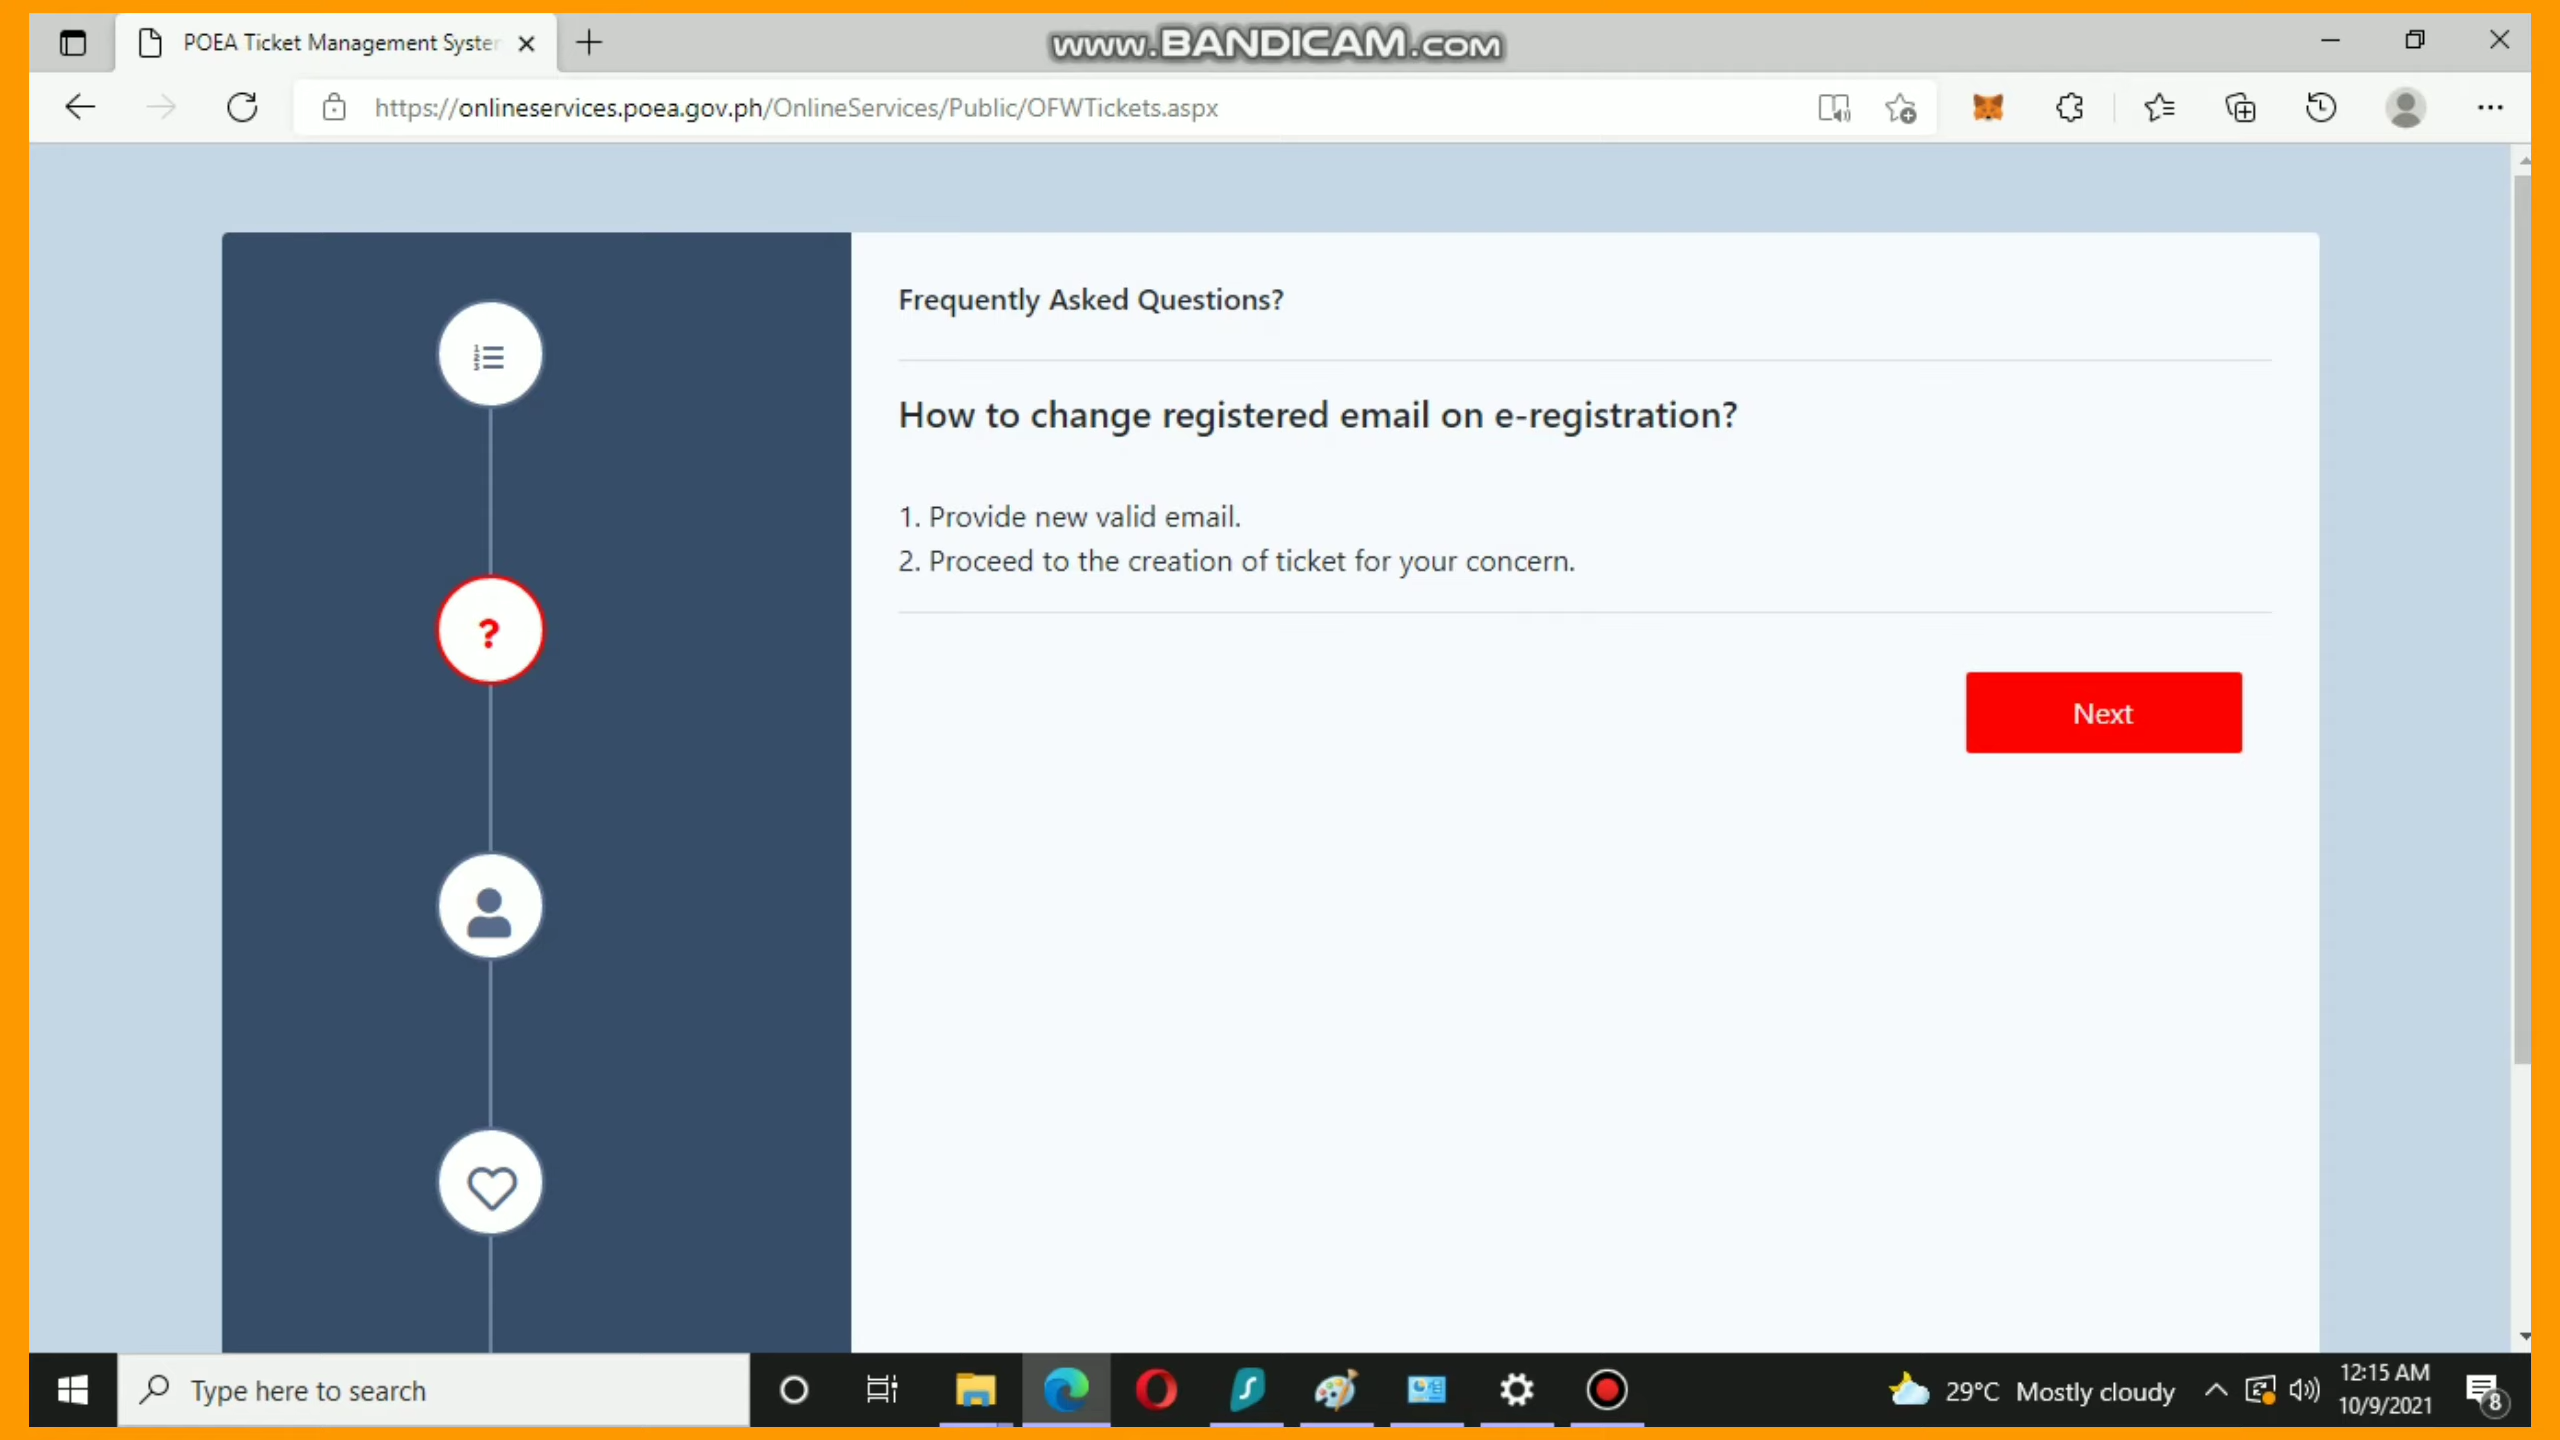 POEA Ticket Management System
www.BANDICAM.com
https://onlineservices.poea.gov.ph/OnlineServices/Public/OFWTickets.aspx
Frequently Asked Questions?
How to change registered email on e-registration?
1. Provide new valid email.
2. Proceed to the creation of ticket for your concern.
?
Next
Type here to search
29°C Mostly cloudy
12:15 AM
10/9/2021
8